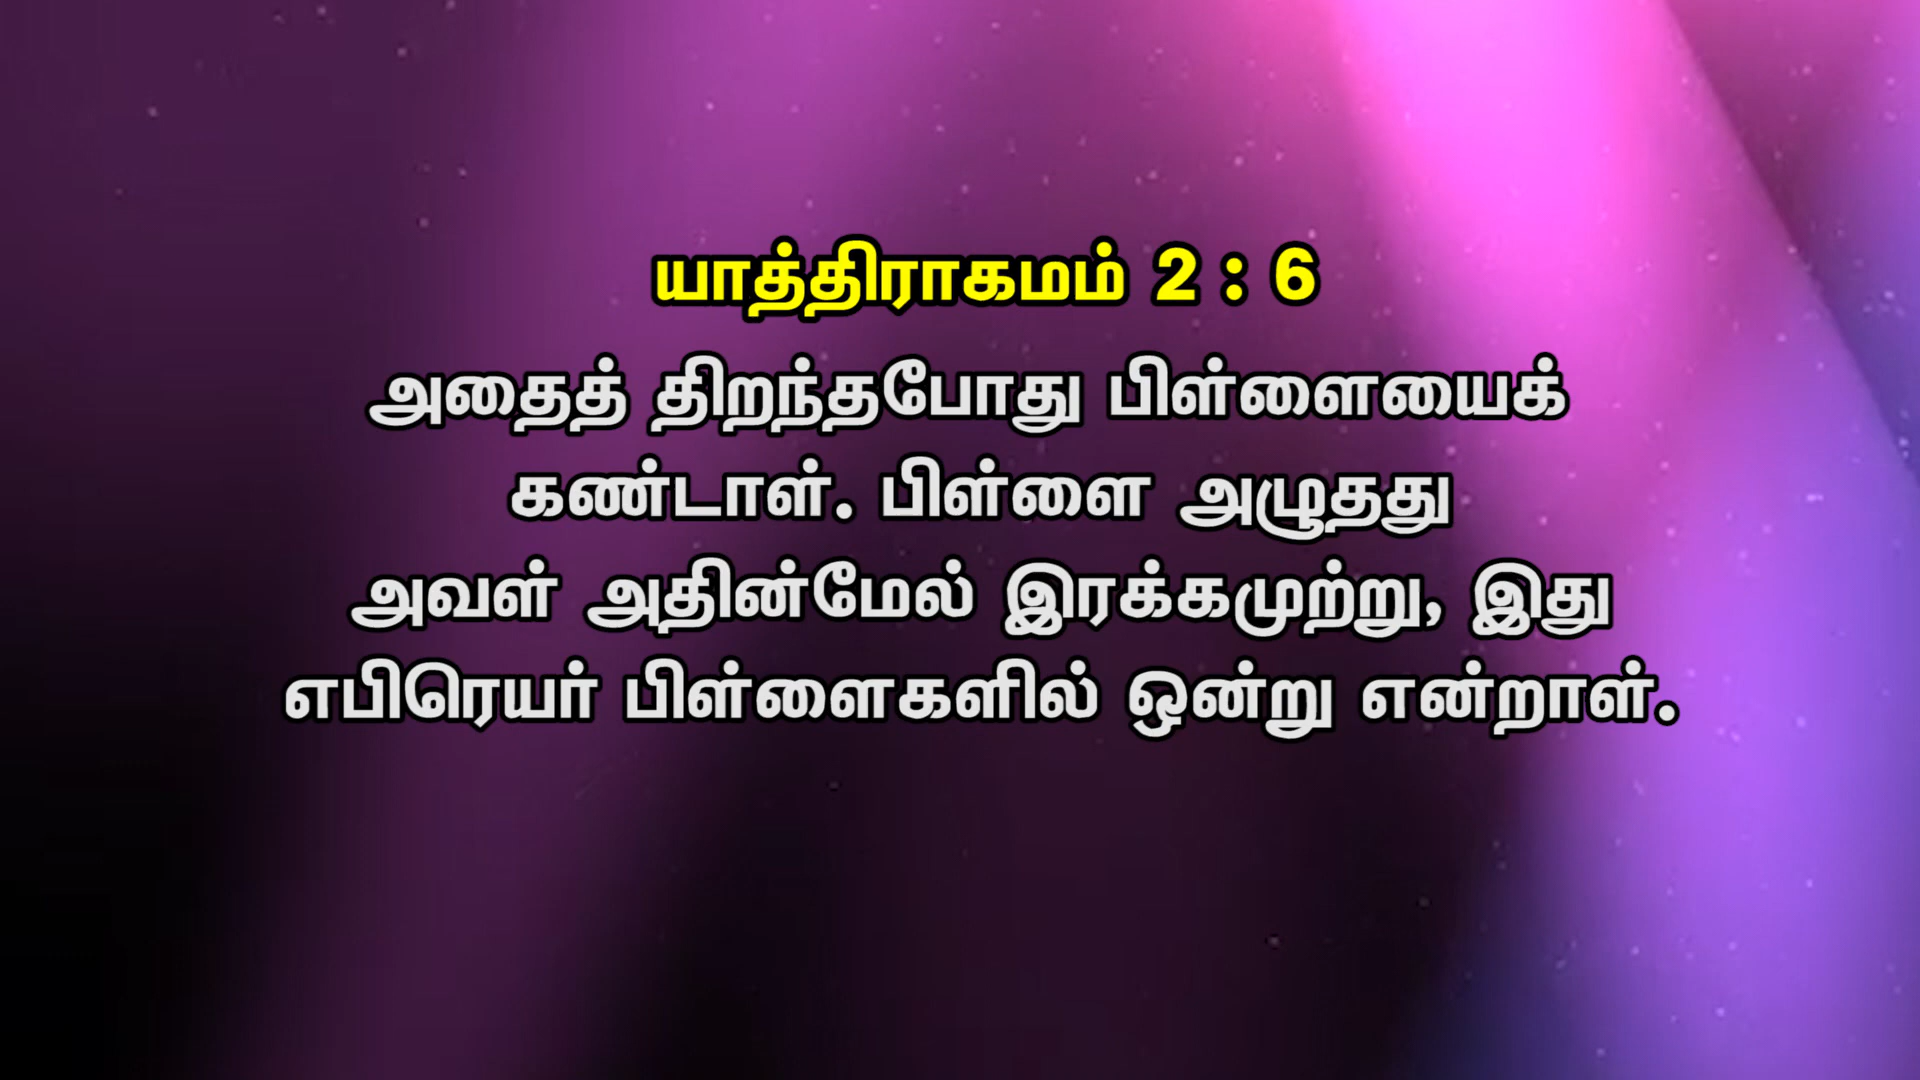 யாத்திராகமம் 2 : 6
அதைத் திறந்தபோது பிள்ளையைக்
கண்டாள். பிள்ளை அழுதது
அவள் அதின்மேல் இரக்கமுற்று, இது
எபிரெயர் பிள்ளைகளில் ஒன்று என்றாள்.